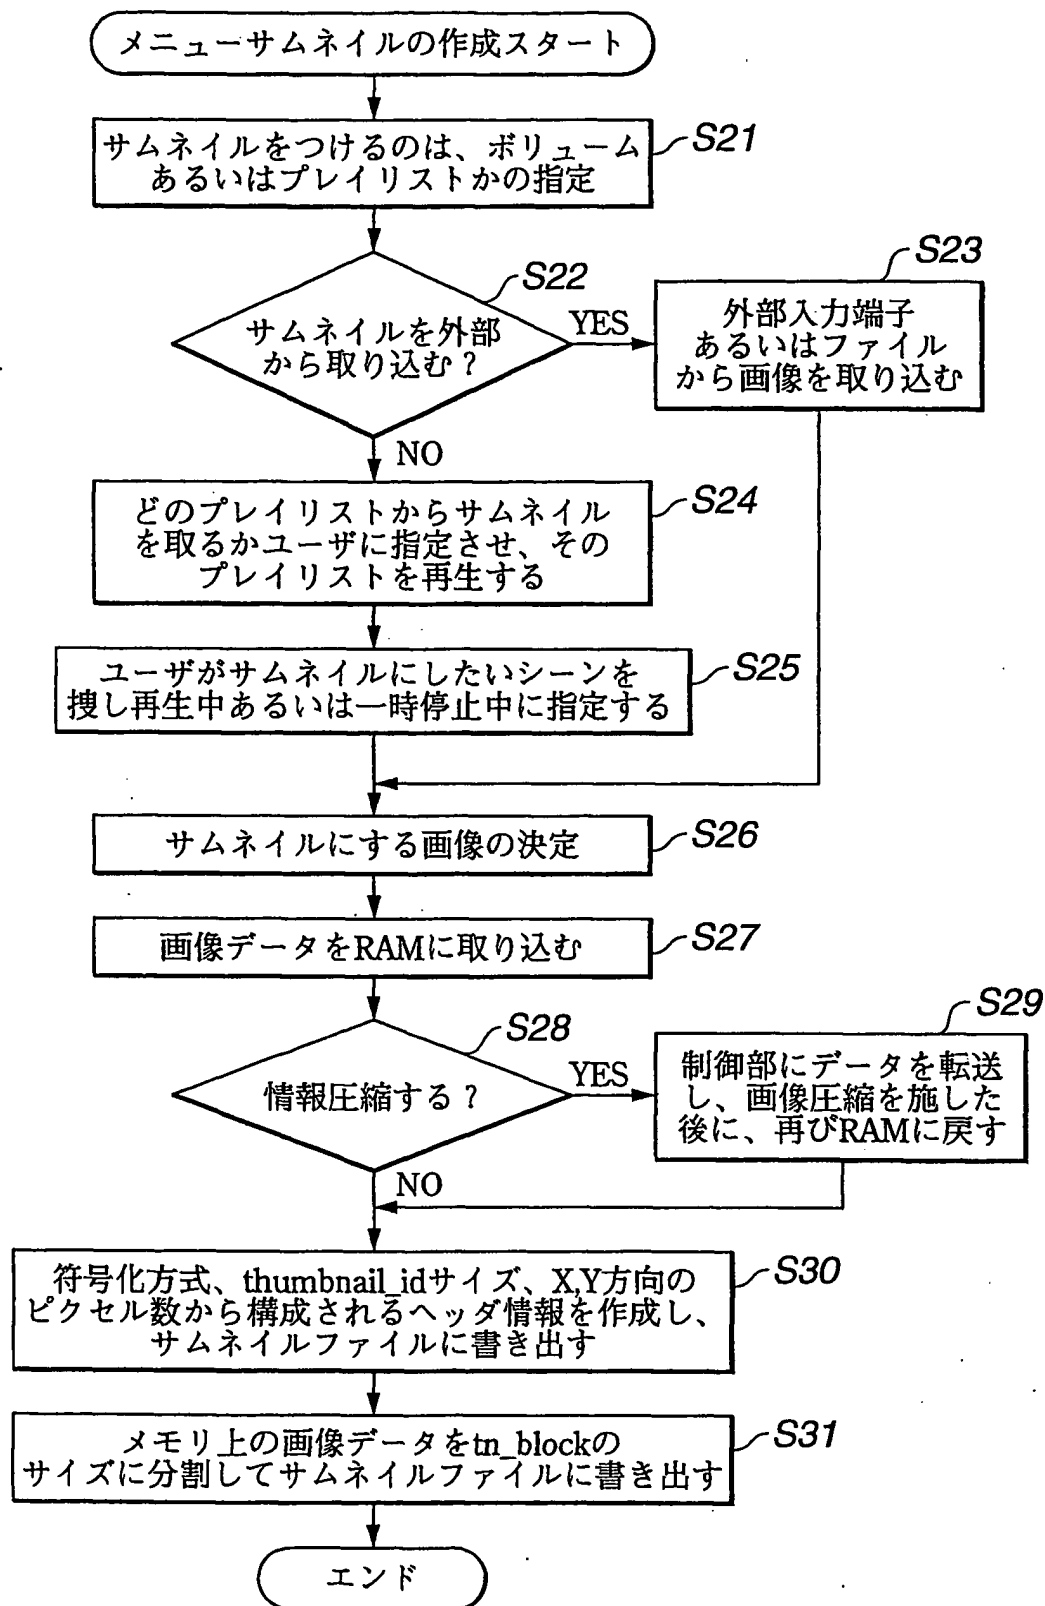 メニューサムネイルの作成スタート
サムネイルをつけるのは、ボリューム
あるいはプレイリストかの指定
S21
サムネイルを外部
から取り込む？
S22
YES
NO
外部入力端子
あるいはファイル
から画像を取り込む
S23
どのプレイリストからサムネイル
を取るかユーザに指定させ、その
プレイリストを再生する
S24
ユーザがサムネイルにしたいシーンを
捜し再生中あるいは一時停止中に指定する
S25
サムネイルにする画像の決定
S26
画像データをRAMに取り込む
S27
情報圧縮する？
S28
YES
NO
制御部にデータを転送
し、画像圧縮を施した
後に、再びRAMに戻す
S29
符号化方式、thumbnail_idサイズ、X,Y方向の
ピクセル数から構成されるヘッダ情報を作成し、
サムネイルファイルに書き出す
S30
メモリ上の画像データをtn_blockの
サイズに分割してサムネイルファイルに書き出す
S31
エンド